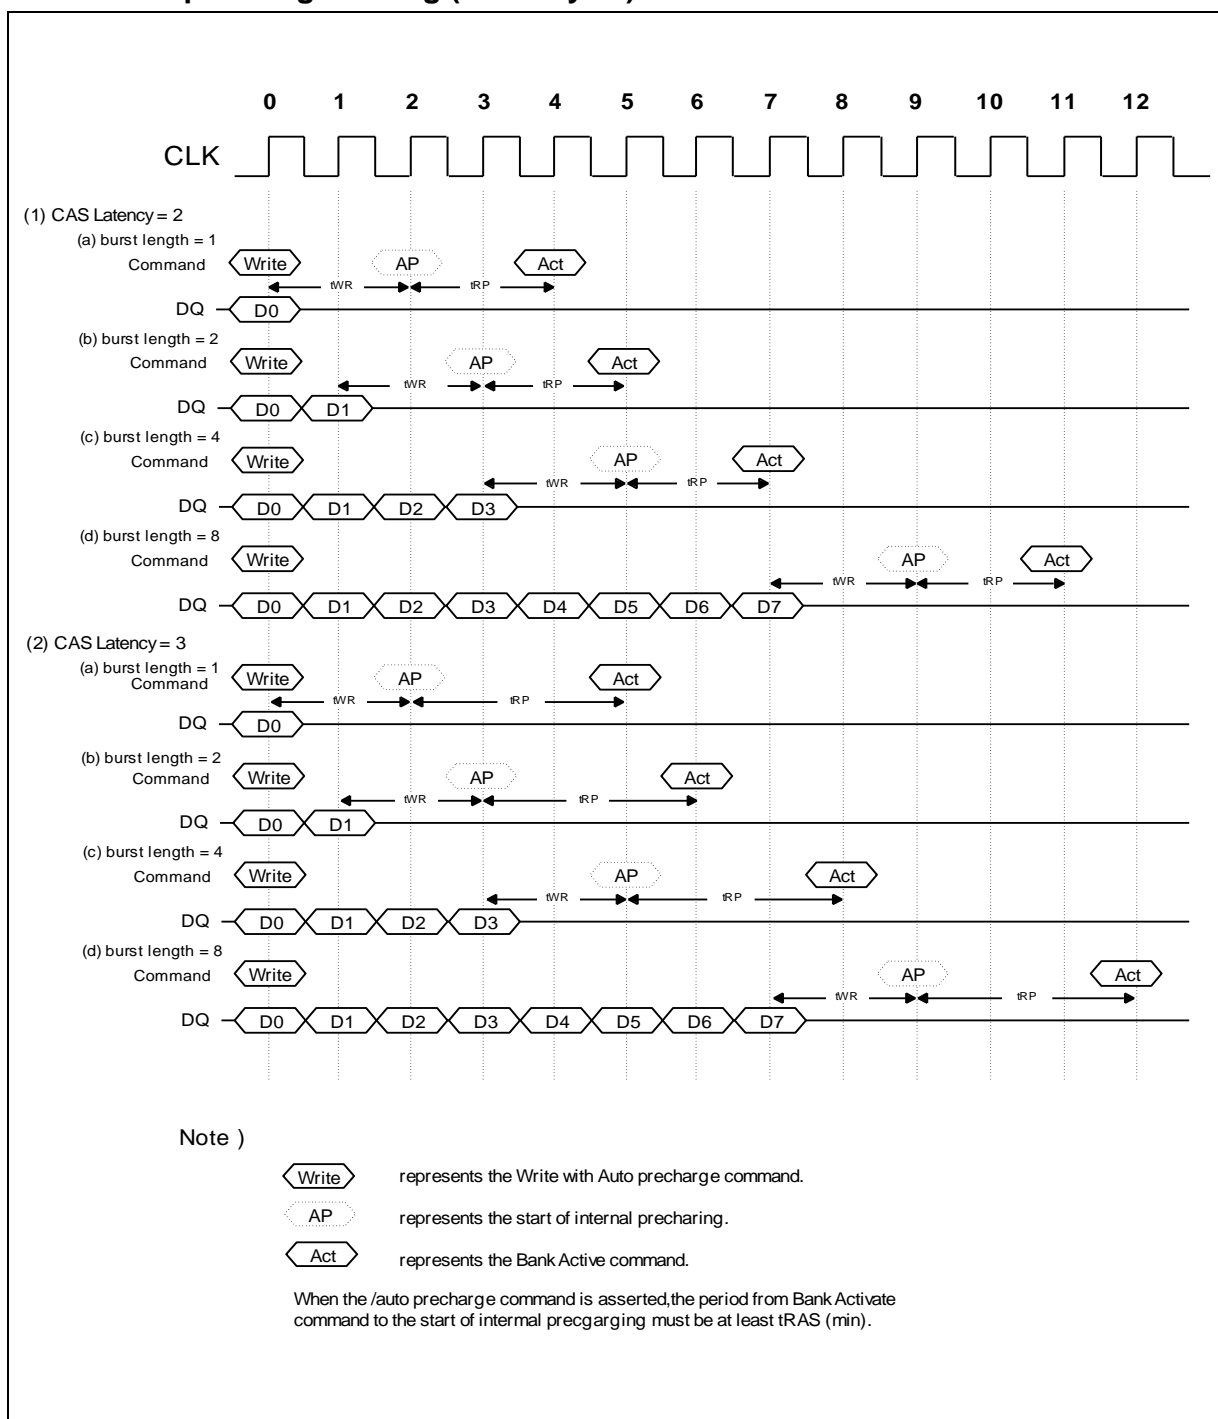 0 1 2 3 4 5 6 7 8 9 10 11 12
CLK
(1) CAS Latency = 2
(a) burst length = 1
Command Write AP Act
tWR tRP
DQ D0
(b) burst length = 2
Command Write AP Act
tWR tRP
DQ D0 D1
(c) burst length = 4
Command Write AP Act
tWR tRP
DQ D0 D1 D2 D3
(d) burst length = 8
Command Write AP Act
tWR tRP
DQ D0 D1 D2 D3 D4 D5 D6 D7
(2) CAS Latency = 3
(a) burst length = 1
Command Write AP Act
tWR tRP
DQ D0
(b) burst length = 2
Command Write AP Act
tWR tRP
DQ D0 D1
(c) burst length = 4
Command Write AP Act
tWR tRP
DQ D0 D1 D2 D3
(d) burst length = 8
Command Write AP Act
tWR tRP
DQ D0 D1 D2 D3 D4 D5 D6 D7
Note )
Write represents the Write with Auto precharge command.
AP represents the start of internal precharing.
Act represents the Bank Active command.
When the /auto precharge command is asserted,the period from Bank Activate
command to the start of intermal precgarging must be at least tRAS (min).